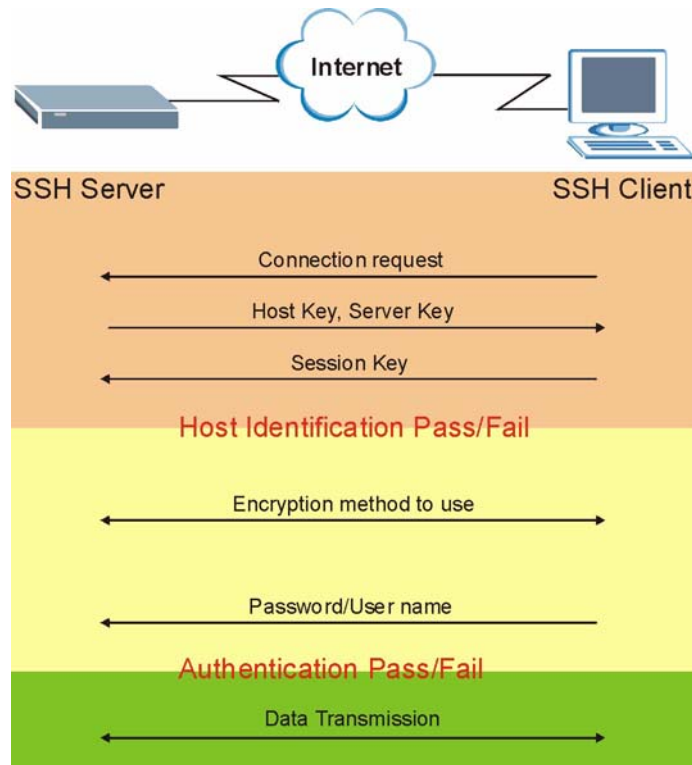 Internet
SSH Server
SSH Client
Connection request
Host Key, Server Key
Session Key
Host Identification Pass/Fail
Encryption method to use
Password/User name
Authentication Pass/Fail
Data Transmission